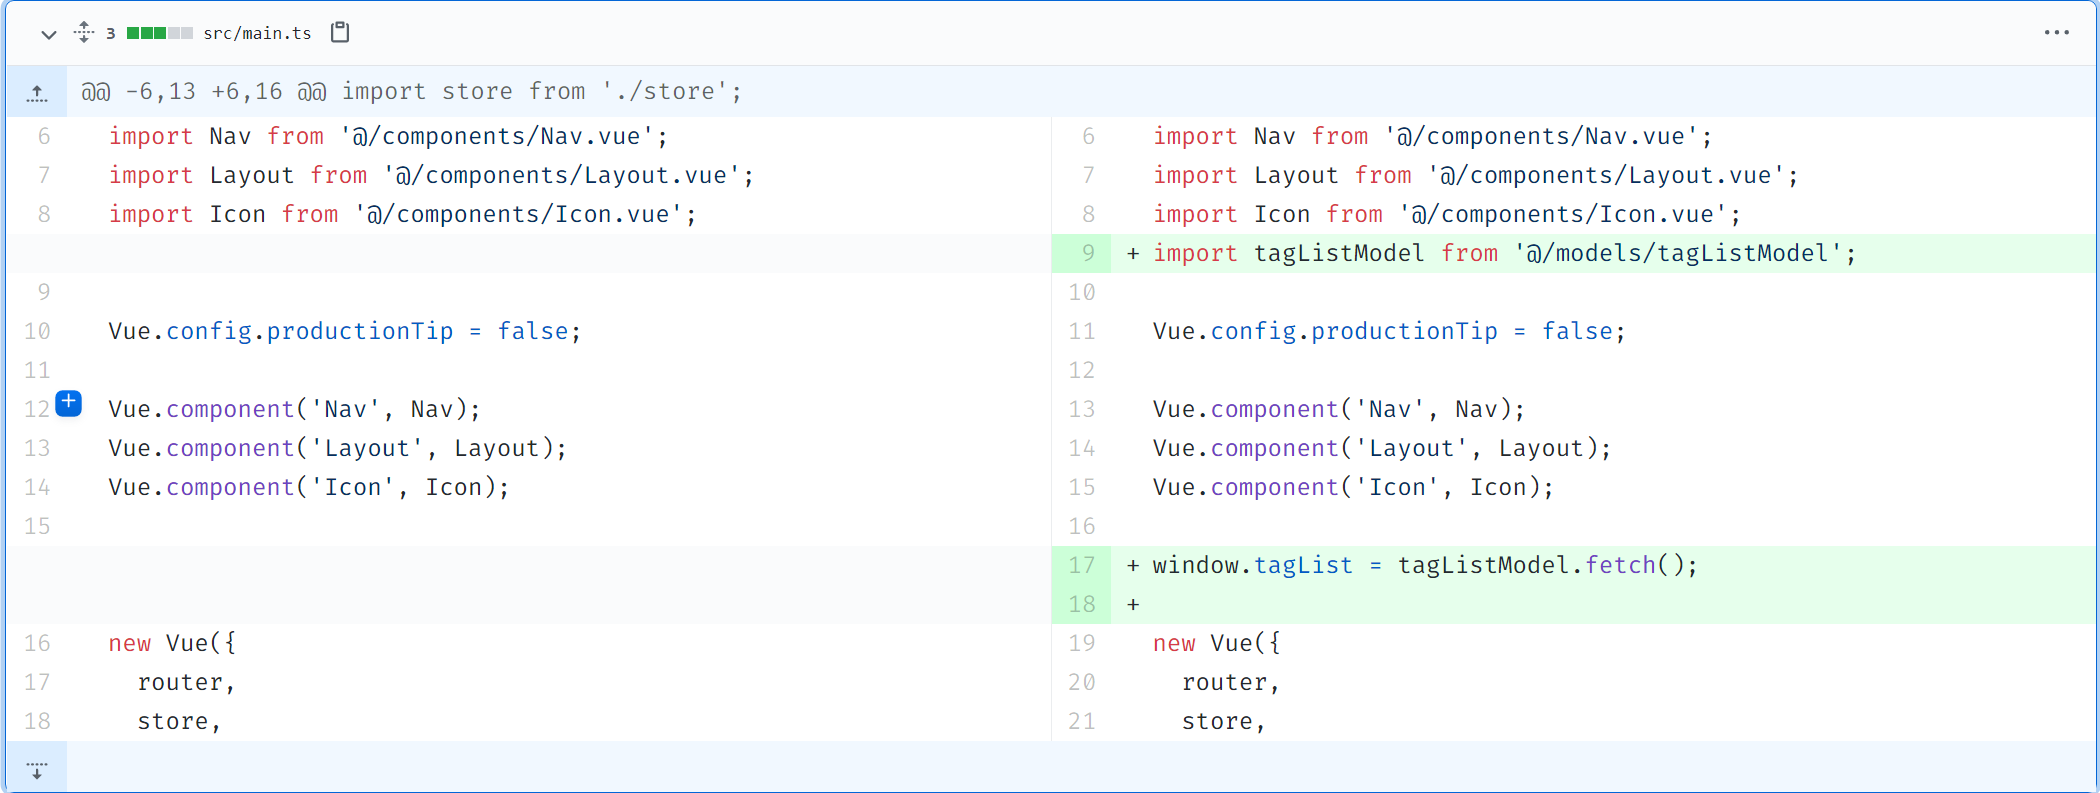 3 src/main.ts
@@ -6,13 +6,16 @@ import store from './store';
6 import Nav from '@/components/Nav.vue';
7 import Layout from '@/components/Layout.vue';
8 import Icon from '@/components/Icon.vue';
9
10 Vue.config.productionTip = false;
11
12 Vue.component('Nav', Nav);
13 Vue.component('Layout', Layout);
14 Vue.component('Icon', Icon);
15
16 new Vue({
17 router,
18 store,
6 import Nav from '@/components/Nav.vue';
7 import Layout from '@/components/Layout.vue';
8 import Icon from '@/components/Icon.vue';
9 + import tagListModel from '@/models/tagListModel';
10
11 Vue.config.productionTip = false;
12
13 Vue.component('Nav', Nav);
14 Vue.component('Layout', Layout);
15 Vue.component('Icon', Icon);
16
17 + window.tagList = tagListModel.fetch();
18 +
19 new Vue({
20 router,
21 store,